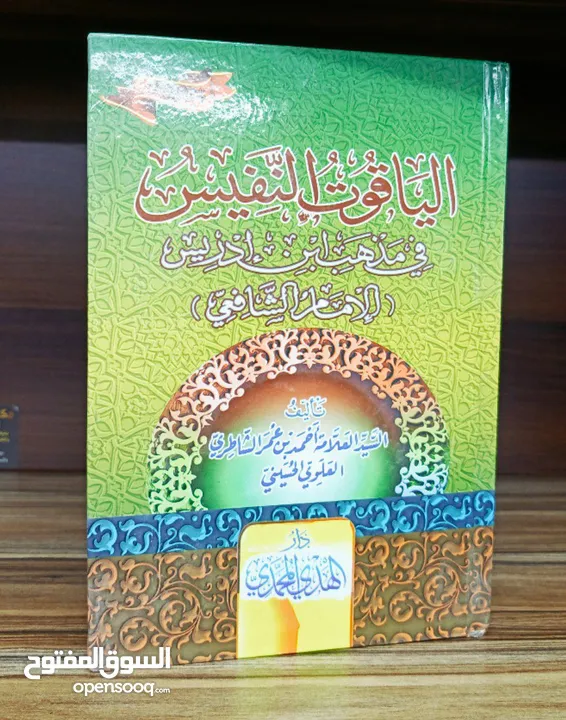 الياقوت النفيس
في مذهب ابن إدريس
(الإمام الشافعي)
تأليف
السيد العلامة أحمد بن عمر الشاطري
العلوي الحسيني
دار
الهدي المحمدي
السوق المفتوح
opensooq.com